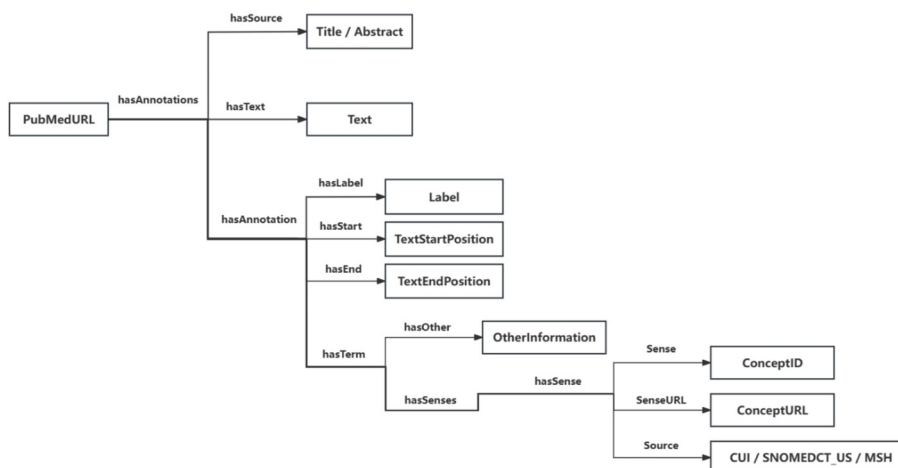 hasSource
Title / Abstract
hasAnnotations
hasText
PubMedURL
Text
hasLabel
Label
hasAnnotation
hasStart
TextStartPosition
hasEnd
TextEndPosition
hasOther
OtherInformation
hasTerm
Sense
ConceptID
hasSense
hasSenses
SenseURL
ConceptURL
Source
CUI / SNOMEDCT_US / MSH